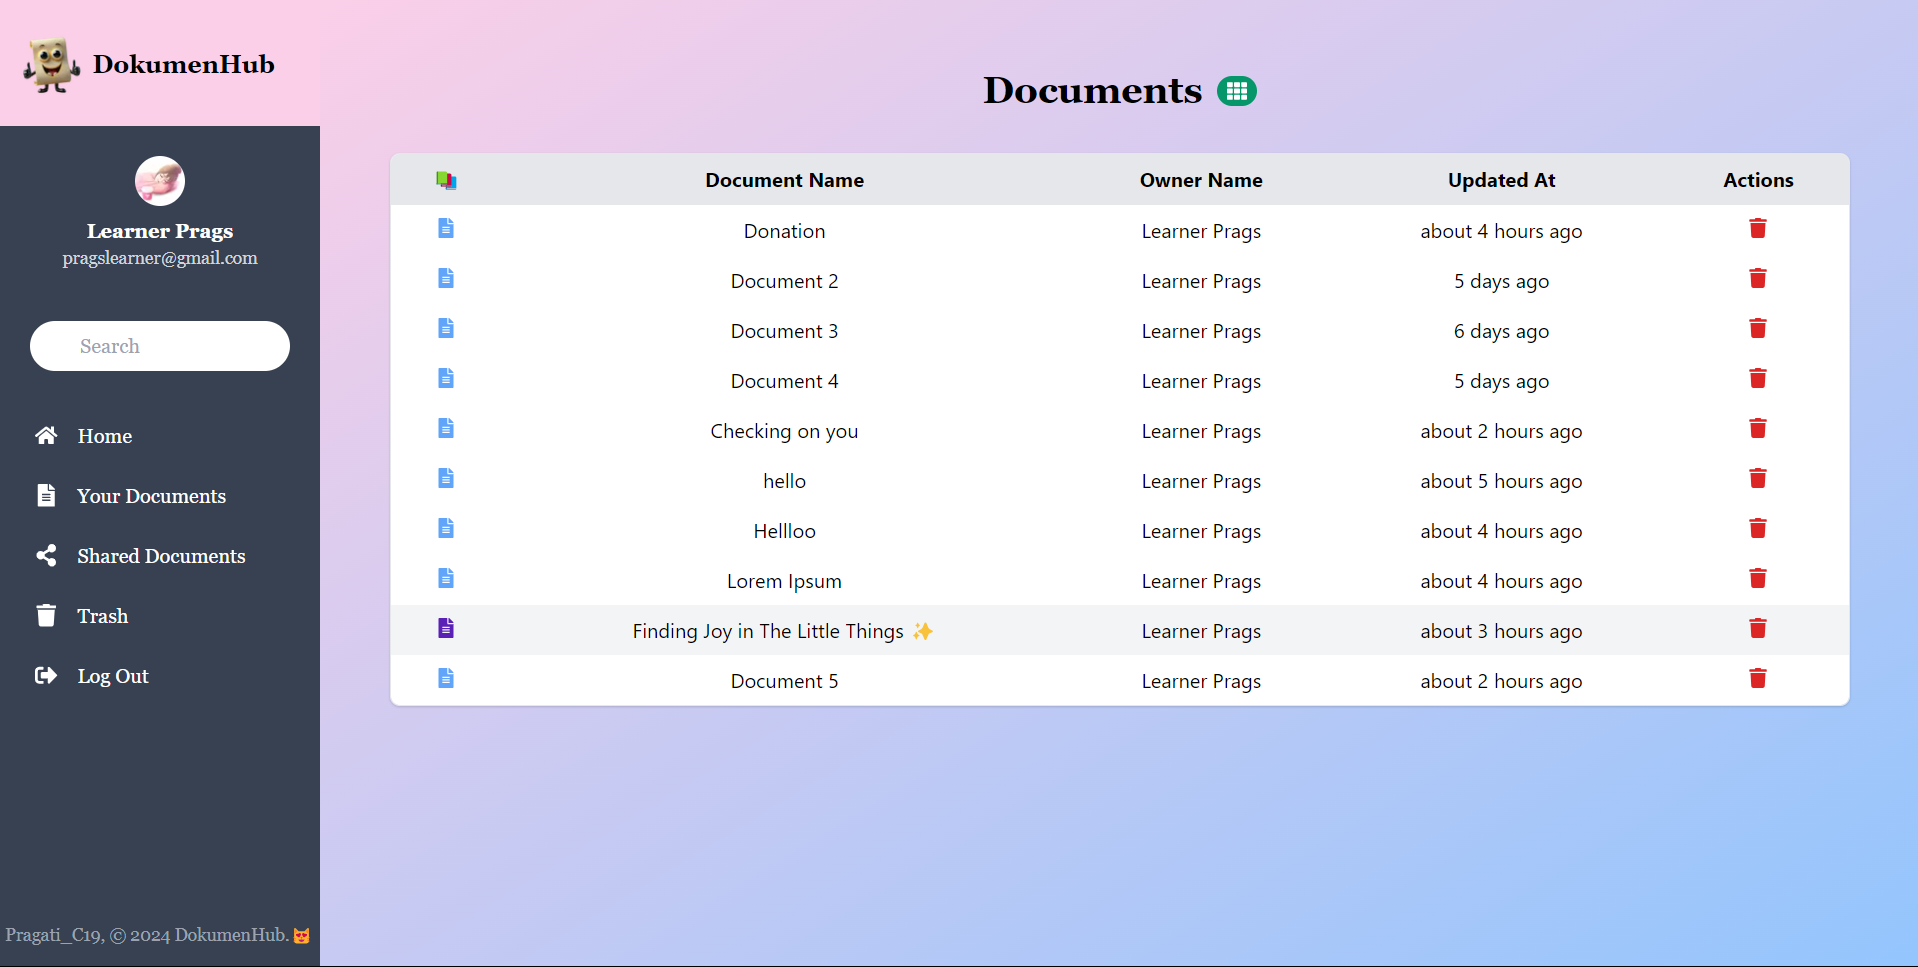 DokumenHub
Learner Prags
pragslearner@gmail.com
Search
Home
Your Documents
Shared Documents
Trash
Log Out
Pragati_C19, © 2024 DokumenHub. 😻
Documents
Document Name Owner Name Updated At Actions
Donation Learner Prags about 4 hours ago
Document 2 Learner Prags 5 days ago
Document 3 Learner Prags 6 days ago
Document 4 Learner Prags 5 days ago
Checking on you Learner Prags about 2 hours ago
hello Learner Prags about 5 hours ago
Hellloo Learner Prags about 4 hours ago
Lorem Ipsum Learner Prags about 4 hours ago
Finding Joy in The Little Things ✨ Learner Prags about 3 hours ago
Document 5 Learner Prags about 2 hours ago